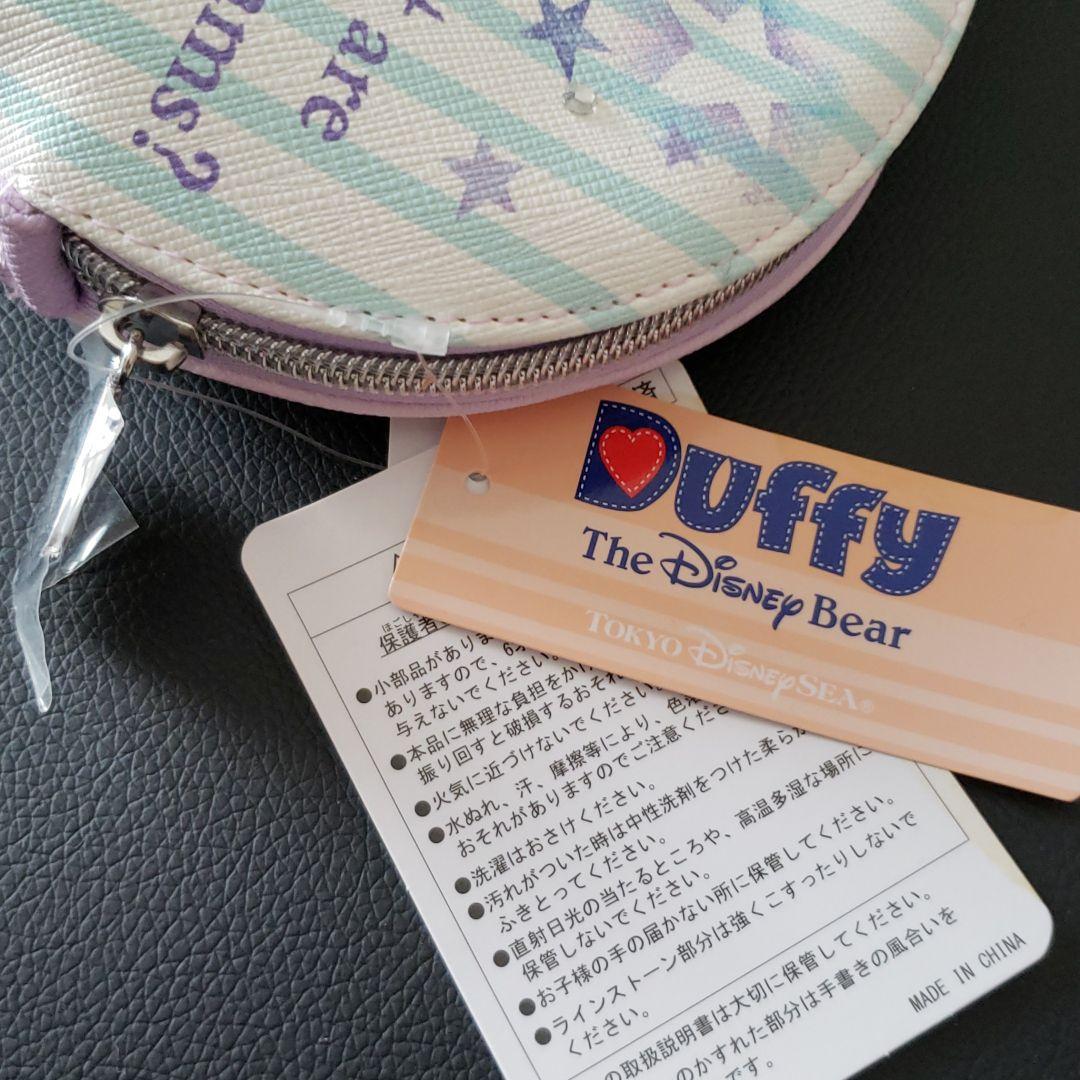 are
ms?
Duffy
The Disney Bear
TOKYO Disney SEA®
ほごし
保護者
小部品がありま
ありますので、6
与えないでください。
本品に無理な負担をか
振り回すと破損するおそれ
火気に近づけないでください
水ぬれ、汗、摩擦等により、色
おそれがありますのでご注意くだ
洗濯はおさけください。
汚れがついた時は中性洗剤をつけた柔らか
ふきとってください。
直射日光の当たるところや、高温多湿な場所に
保管しないでください。
お子様の手の届かない所に保管してください。
ラインストーン部分は強くこすったりしないで
ください。
の取扱説明書は大切に保管してください。
のかすれた部分は手書きの風合いを
です。
MADE IN CHINA